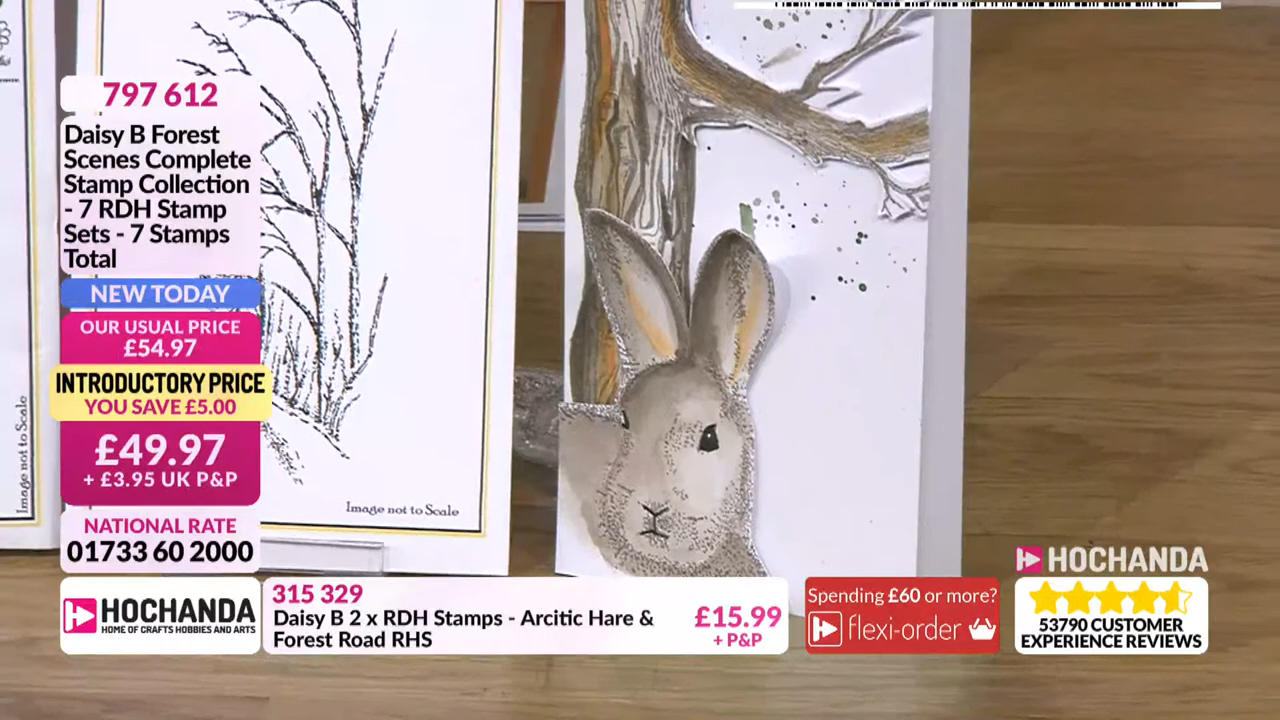 797 612
Daisy B Forest
Scenes Complete
Stamp Collection
- 7 RDH Stamp
Sets - 7 Stamps
Total
NEW TODAY
OUR USUAL PRICE
£54.97
INTRODUCTORY PRICE
YOU SAVE £5.00
£49.97
+ £3.95 UK P&P
NATIONAL RATE
01733 60 2000
Image not to Scale
Image not to Scale
HOCHANDA
HOME OF CRAFTS HOBBIES AND ARTS
315 329
Daisy B 2 x RDH Stamps - Arcitic Hare &
Forest Road RHS
£15.99
+ P&P
Spending £60 or more?
flexi-order
HOCHANDA
53790 CUSTOMER
EXPERIENCE REVIEWS